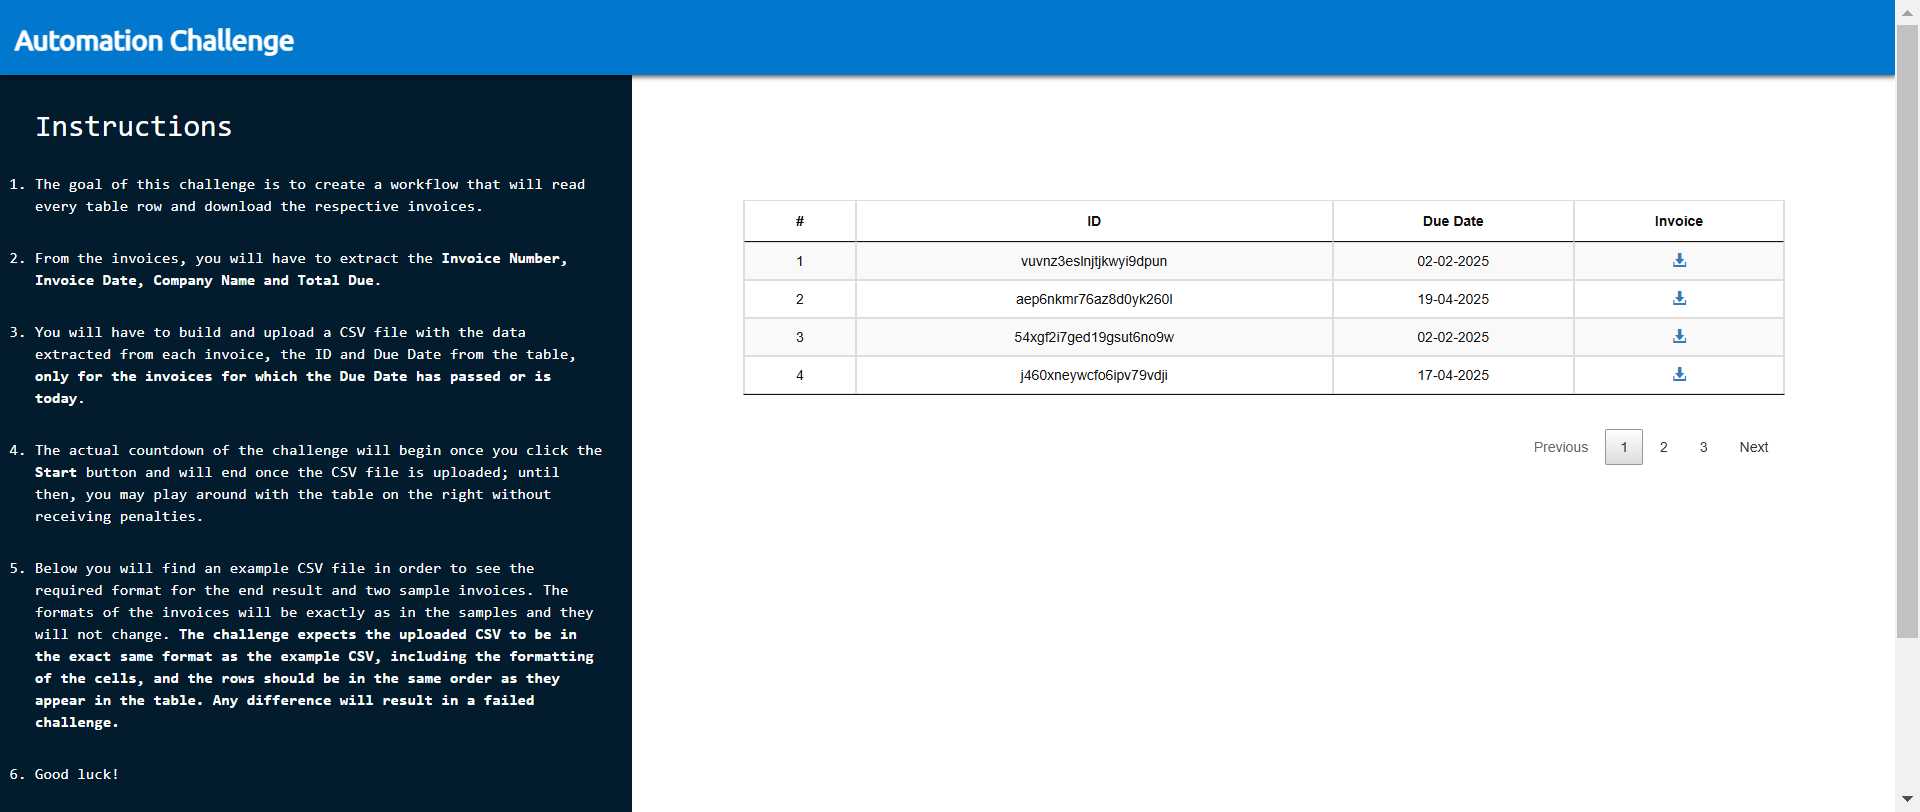 Automation Challenge
Instructions
1. The goal of this challenge is to create a workflow that will read
every table row and download the respective invoices.
2. From the invoices, you will have to extract the Invoice Number,
Invoice Date, Company Name and Total Due.
3. You will have to build and upload a CSV file with the data
extracted from each invoice, the ID and Due Date from the table,
only for the invoices for which the Due Date has passed or is
today.
4. The actual countdown of the challenge will begin once you click the
Start button and will end once the CSV file is uploaded; until
then, you may play around with the table on the right without
receiving penalties.
5. Below you will find an example CSV file in order to see the
required format for the end result and two sample invoices. The
formats of the invoices will be exactly as in the samples and they
will not change. The challenge expects the uploaded CSV to be in
the exact same format as the example CSV, including the formatting
of the cells, and the rows should be in the same order as they
appear in the table. Any difference will result in a failed
challenge.
6. Good luck!
# ID Due Date Invoice
1 vuvnz3eslnjtjkwyi9dpun 02-02-2025
2 aep6nkmr76az8d0yk260l 19-04-2025
3 54xgf2i7ged19gsut6no9w 02-02-2025
4 j460xneywcfo6ipv79vdji 17-04-2025
Previous 1 2 3 Next